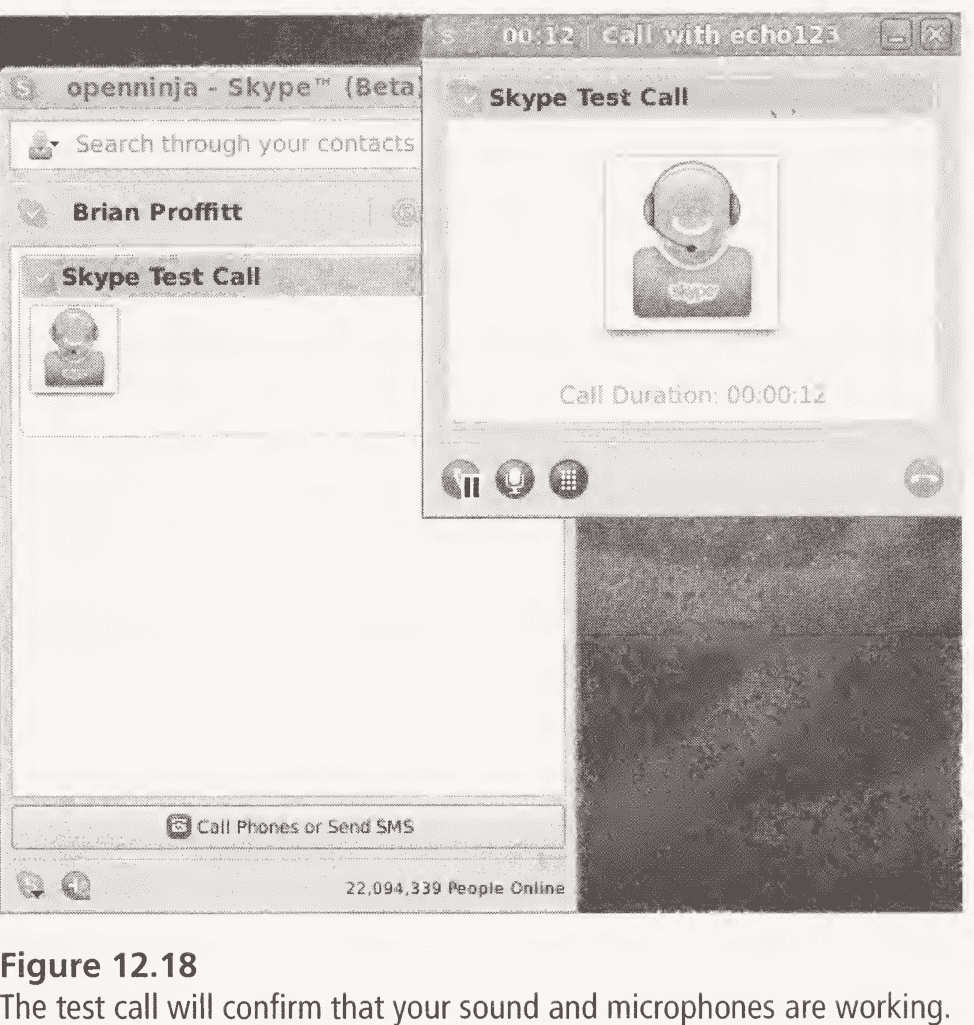 00:12 | Call with echo123
openninja - Skype™ (Beta)
Skype Test Call
Search through your contacts
Brian Proffitt
Skype Test Call
skype
Call Duration: 00:00:12
Call Phones or Send SMS
22,094,339 People Online
Figure 12.18
The test call will confirm that your sound and microphones are working.